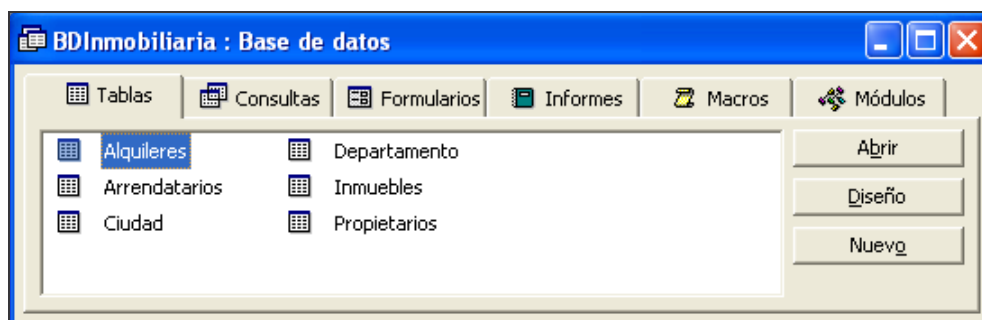 BDInmobiliaria : Base de datos
Tablas Consultas Formularios Informes Macros Módulos
Alquileres Departamento Abrir
Arrendatarios Inmuebles Diseño
Ciudad Propietarios Nuevo